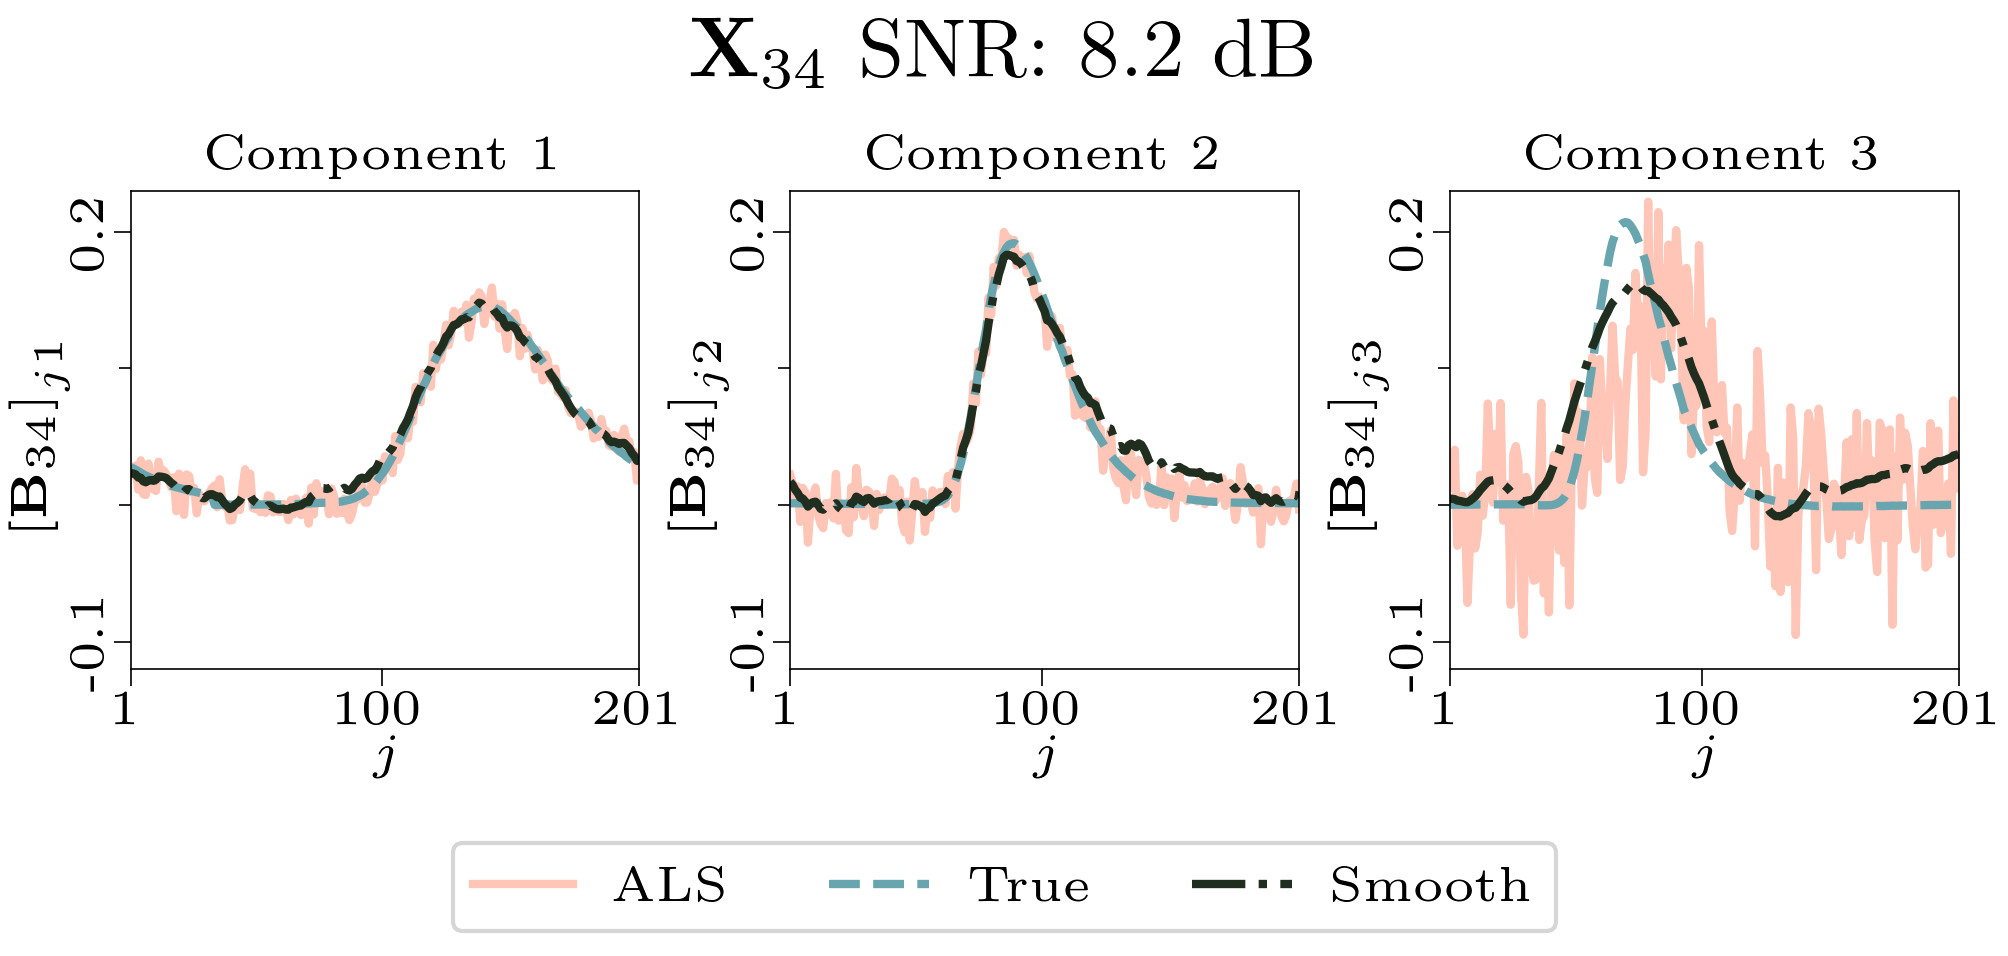 X34 SNR: 8.2 dB
Component 1
Component 2
Component 3
0.2
-0.1
[B34]j1
1
100
201
j
0.2
-0.1
[B34]j2
1
100
201
j
0.2
-0.1
[B34]j3
1
100
201
j
ALS
True
Smooth